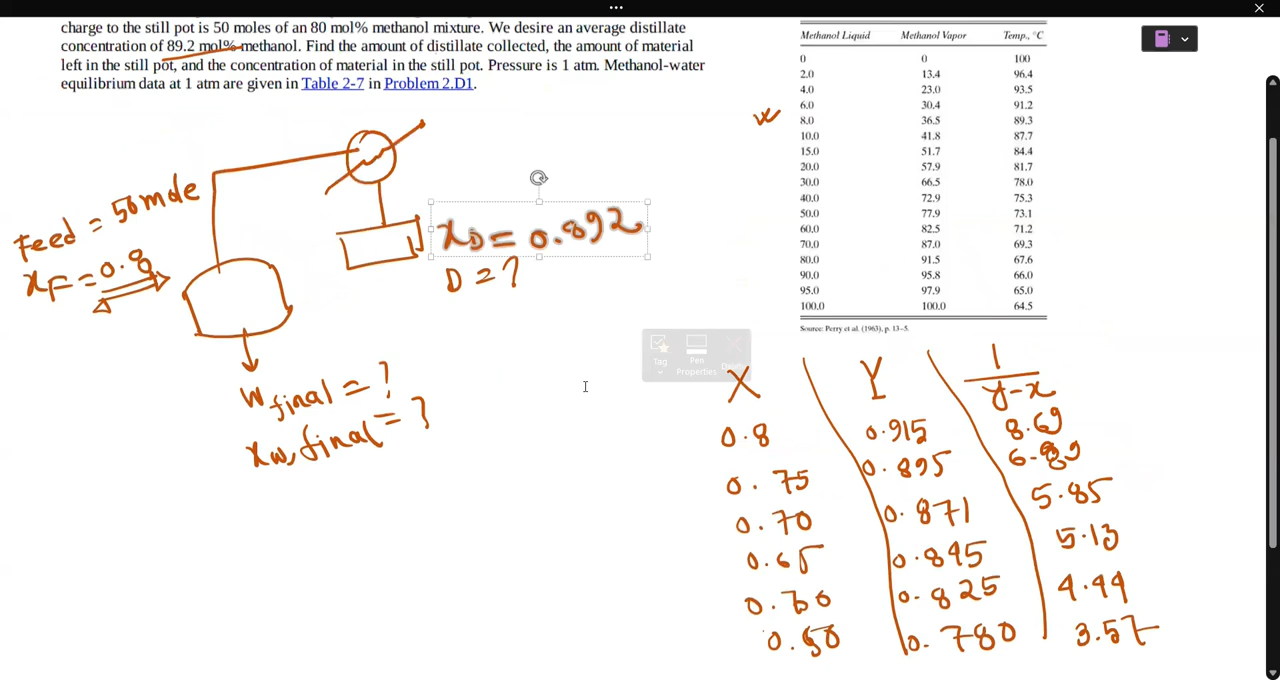 charge to the still pot is 50 moles of an 80 mol% methanol mixture. We desire an average distillate
concentration of 89.2 mol% methanol. Find the amount of distillate collected, the amount of material
left in the still pot, and the concentration of material in the still pot. Pressure is 1 atm. Methanol-water
equilibrium data at 1 atm are given in Table 2-7 in Problem 2.D1.
Methanol Liquid Methanol Vapor Temp., °C
0 0 100
2.0 13.4 96.4
4.0 23.0 93.5
6.0 30.4 91.2
8.0 36.5 89.3
10.0 41.8 87.7
15.0 51.7 84.4
20.0 57.9 81.7
30.0 66.5 78.0
40.0 72.9 75.3
50.0 77.9 73.1
60.0 82.5 71.2
70.0 87.0 69.3
80.0 91.5 67.6
90.0 95.8 66.0
95.0 97.9 65.0
100.0 100.0 64.5
Source: Perry et al. (1963), p. 13-5.
Feed = 50 mole
xF = 0.8
xD = 0.892
D = ?
W final = ?
xw, final = ?
Tag
Pen
Properties
X Y 1
y-x
0.8 0.915 8.69
0.75 0.895 6.89
0.70 0.871 5.85
0.65 0.845 5.13
0.60 0.825 4.44
0.50 0.780 3.57